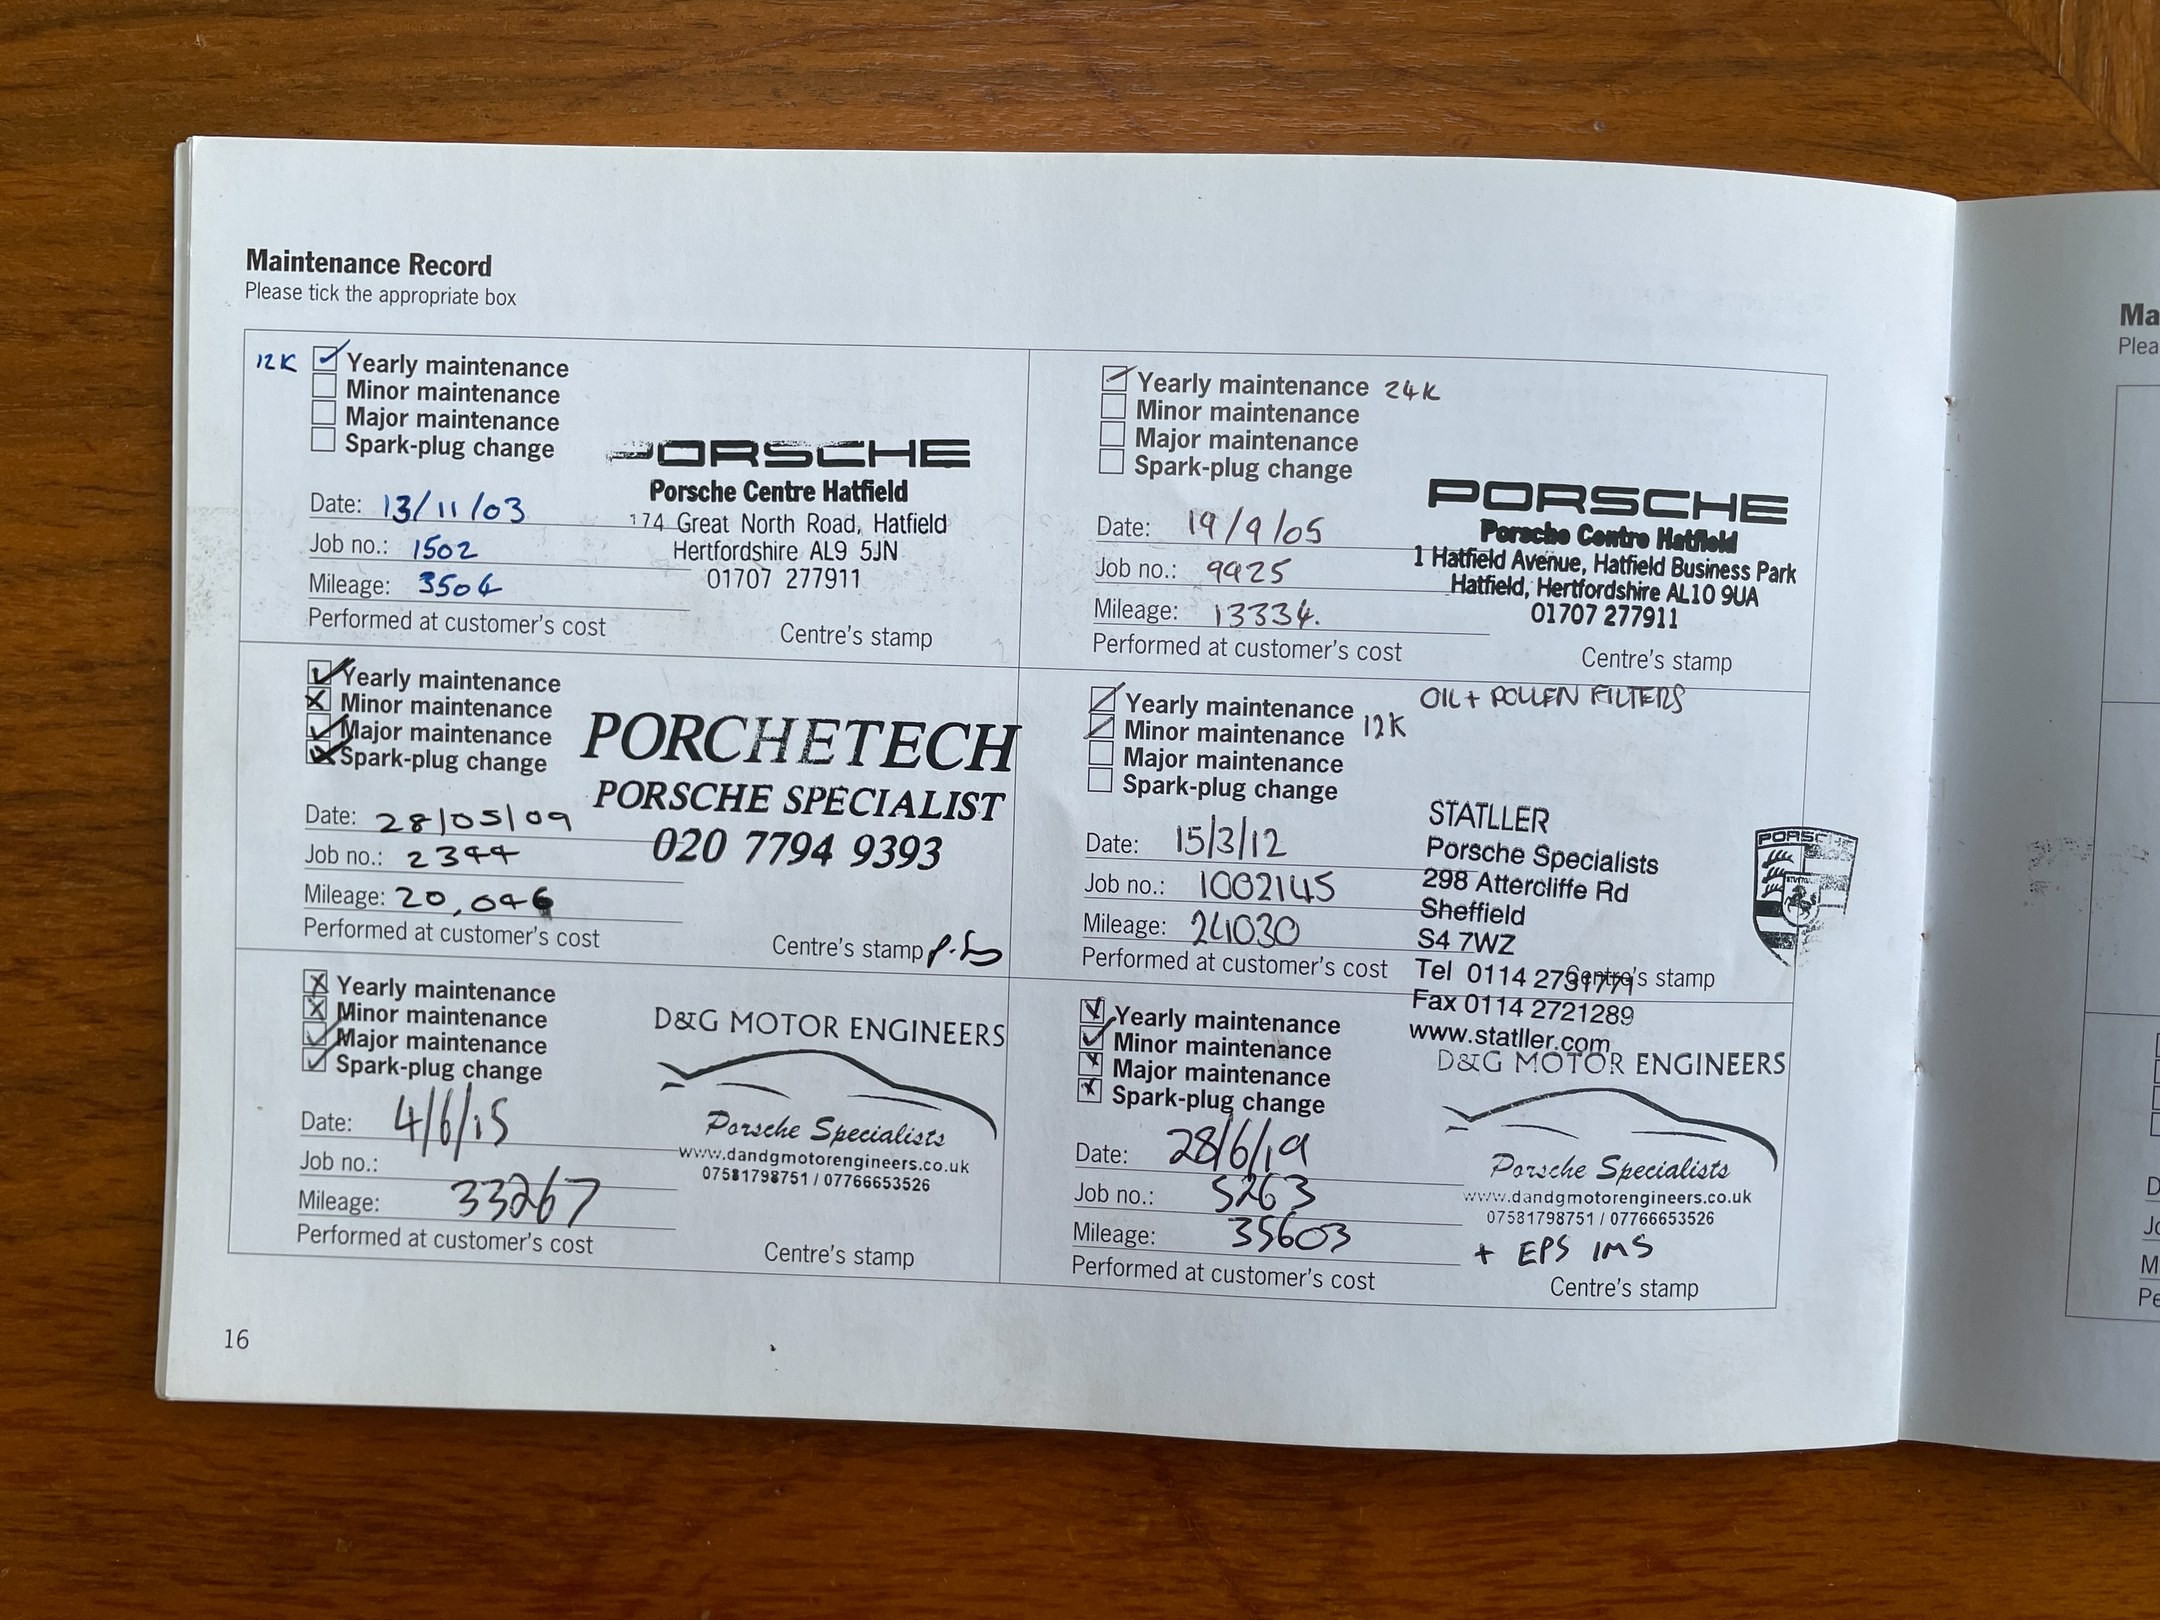 Maintenance Record
Please tick the appropriate box
12K Yearly maintenance
Minor maintenance
Major maintenance
Spark-plug change
PORSCHE
Porsche Centre Hatfield
174 Great North Road, Hatfield
Hertfordshire AL9 5JN
01707 277911
Date: 13/11/03
Job no.: 1502
Mileage: 3504
Performed at customer's cost
Centre's stamp
Yearly maintenance 24K
Minor maintenance
Major maintenance
Spark-plug change
PORSCHE
Porsche Centre Hatfield
1 Hatfield Avenue, Hatfield Business Park
Hatfield, Hertfordshire AL10 9UA
01707 277911
Date: 19/9/05
Job no.: 9925
Mileage: 13334.
Performed at customer's cost
Centre's stamp
Yearly maintenance
Minor maintenance
Major maintenance
Spark-plug change
PORCHETECH
PORSCHE SPECIALIST
020 7794 9393
Date: 28/05/09
Job no.: 2344
Mileage: 20,046
Performed at customer's cost
Centre's stamp
OIL + POLLEN FILTERS
Yearly maintenance
Minor maintenance 12K
Major maintenance
Spark-plug change
STATLLER
Porsche Specialists
298 Attercliffe Rd
Sheffield
S4 7WZ
Tel 0114 2731771
Fax 0114 2721289
www.statller.com
PORSC
Date: 15/3/12
Job no.: 1002145
Mileage: 24030
Performed at customer's cost
Centre's stamp
Yearly maintenance
Minor maintenance
Major maintenance
Spark-plug change
D&G MOTOR ENGINEERS
Porsche Specialists
www.dandgmotorengineers.co.uk
07581798751 / 07766653526
Date: 4/6/15
Job no.:
Mileage: 33267
Performed at customer's cost
Centre's stamp
Yearly maintenance
Minor maintenance
Major maintenance
Spark-plug change
D&G MOTOR ENGINEERS
Porsche Specialists
www.dandgmotorengineers.co.uk
07581798751 / 07766653526
Date: 28/6/19
Job no.: 5263
Mileage: 35603
+ EPS IMS
Performed at customer's cost
Centre's stamp
16
Ma
Plea